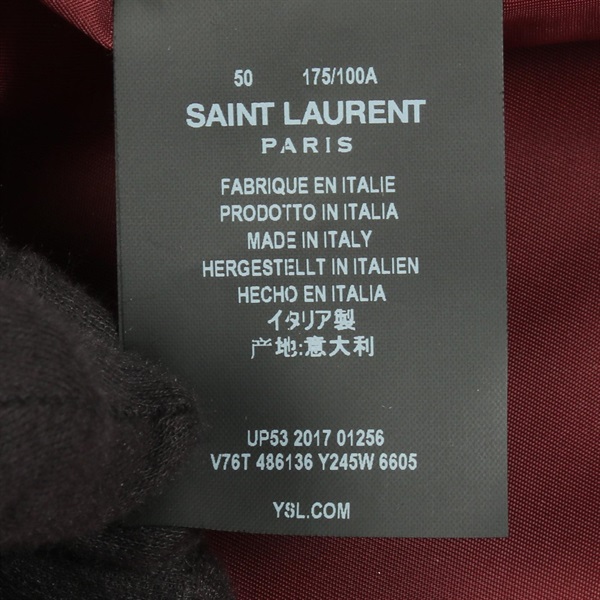 50 175/100A
SAINT LAURENT
PARIS
FABRIQUE EN ITALIE
PRODOTTO IN ITALIA
MADE IN ITALY
HERGESTELLT IN ITALIEN
HECHO EN ITALIA
イタリア製
产地:意大利
UP53 2017 01256
V76T 486136 Y245W 6605
YSL.COM